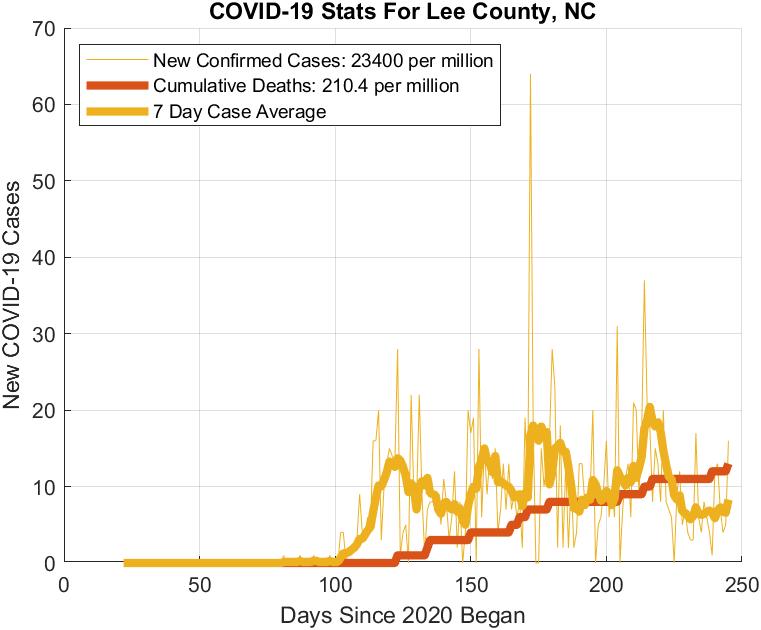 COVID-19 Stats For Lee County, NC
70
60
50
40
30
20
10
0
New Confirmed Cases: 23400 per million
Cumulative Deaths: 210.4 per million
7 Day Case Average
New COVID-19 Cases
0 50 100 150 200 250
Days Since 2020 Began